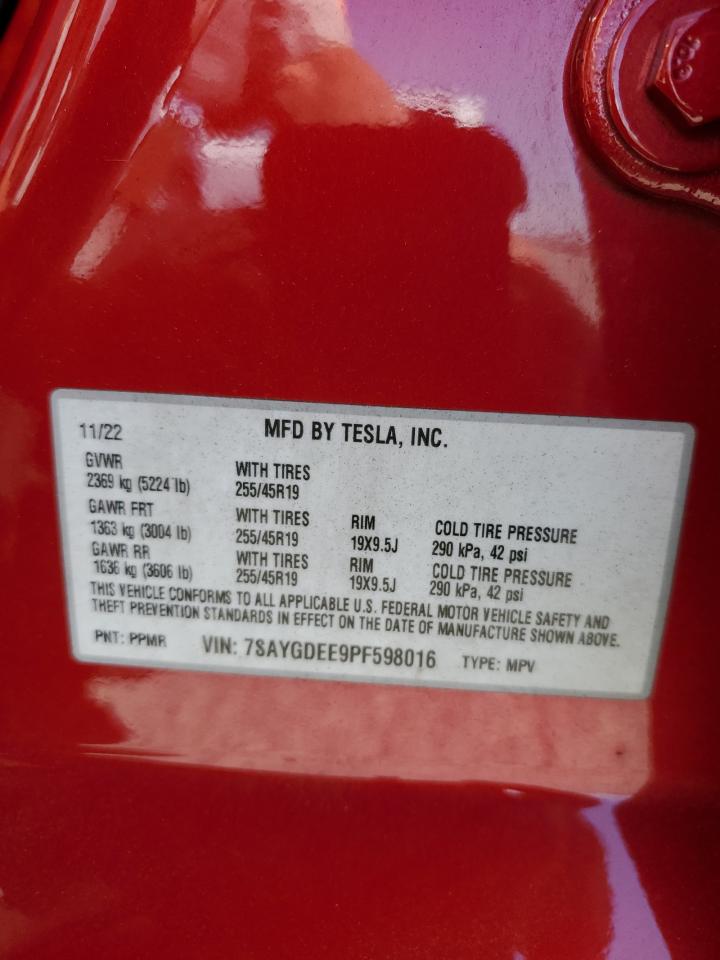 10.9
11/22 MFD BY TESLA, INC.
GVWR
2369 kg (5224 lb) WITH TIRES
255/45R19
GAWR FRT
1363 kg (3004 lb) WITH TIRES
255/45R19 RIM
19X9.5J COLD TIRE PRESSURE
290 kPa, 42 psi
GAWR RR
1636 kg (3606 lb) WITH TIRES
255/45R19 RIM
19X9.5J COLD TIRE PRESSURE
290 kPa, 42 psi
THIS VEHICLE CONFORMS TO ALL APPLICABLE U.S. FEDERAL MOTOR VEHICLE SAFETY AND
THEFT PREVENTION STANDARDS IN EFFECT ON THE DATE OF MANUFACTURE SHOWN ABOVE.
PNT: PPMR VIN: 7SAYGDEE9PF598016 TYPE: MPV